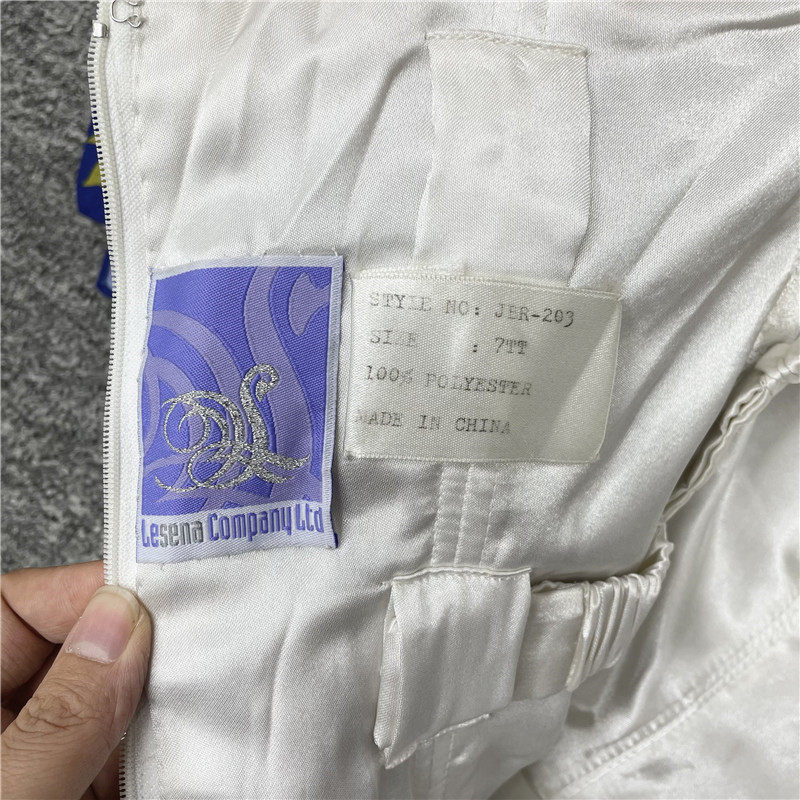 Lesena Company Ltd
STYLE NO: JER-203
SIZE : 7TT
100% POLYESTER
MADE IN CHINA